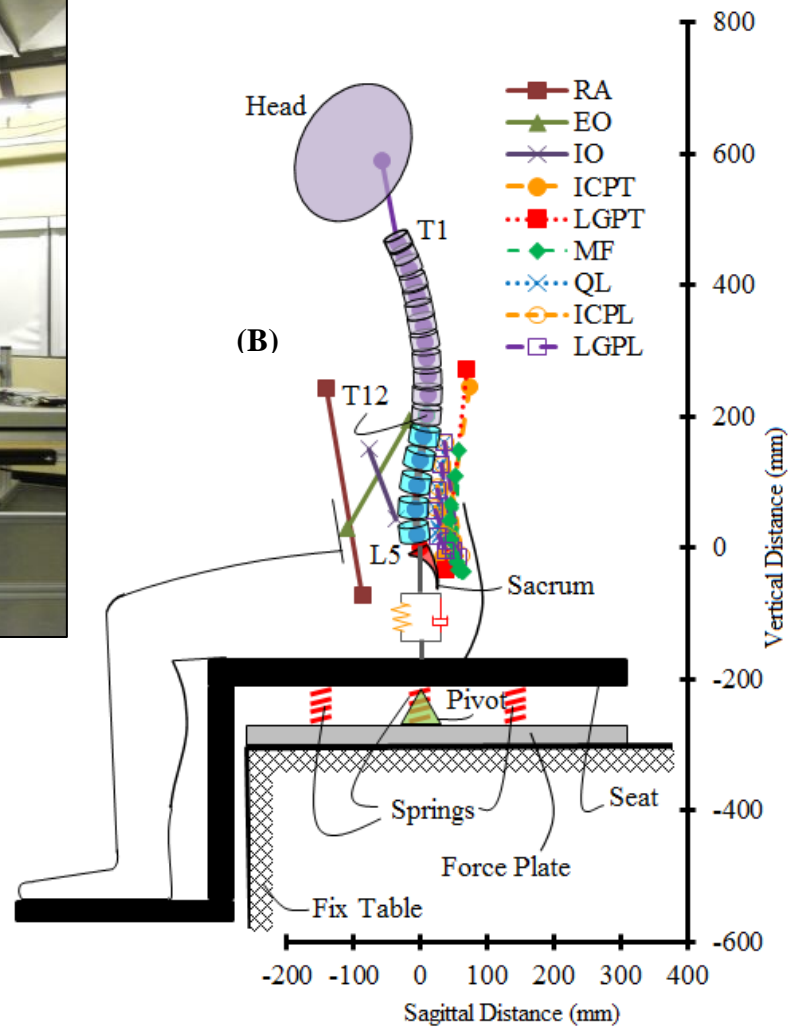 800
Head
RA
EO
IO
600
ICPT
LGPT
T1
MF
QL
400
ICPL
(B)
LGPL
T12
200
Vertical Distance (mm)
0
L5
Sacrum
-200
Pivot
Springs
Seat
-400
Force Plate
Fix Table
-600
-200 -100 0 100 200 300 400
Sagittal Distance (mm)